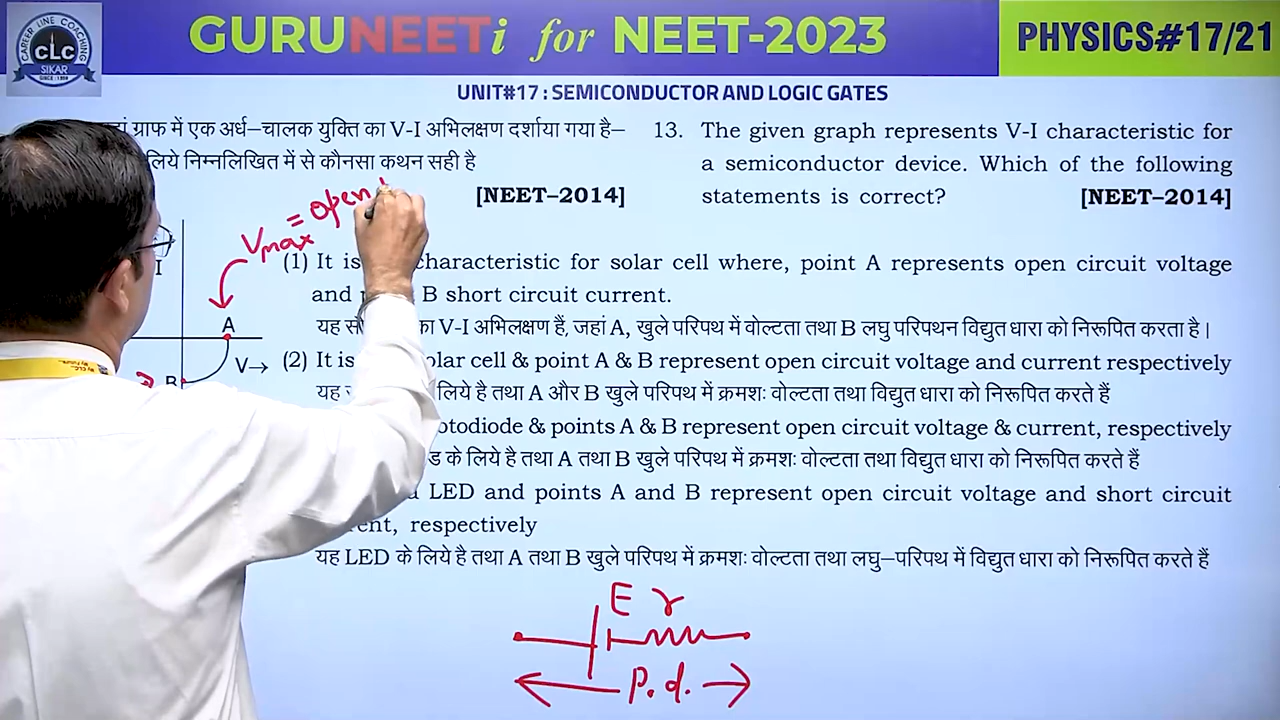 CAREER LINE COACHING
CLC
SIKAR
SINCE : 1996
GURUNEETi for NEET-2023
PHYSICS#17/21
UNIT#17 : SEMICONDUCTOR AND LOGIC GATES
ग्राफ में एक अर्ध–चालक युक्ति का V-I अभिलक्षण दर्शाया गया है–
लिये निम्नलिखित में से कौनसा कथन सही है
[NEET–2014]
13. The given graph represents V-I characteristic for
a semiconductor device. Which of the following
statements is correct?
[NEET–2014]
Vmax = open
I
A
V→
B
(1) It is characteristic for solar cell where, point A represents open circuit voltage
and B short circuit current.
यह का V-I अभिलक्षण हैं, जहां A, खुले परिपथ में वोल्टता तथा B लघु परिपथन विद्युत धारा को निरूपित करता है।
(2) It is olar cell & point A & B represent open circuit voltage and current respectively
यह लिये है तथा A और B खुले परिपथ में क्रमशः वोल्टता तथा विद्युत धारा को निरूपित करते हैं
otodiode & points A & B represent open circuit voltage & current, respectively
के लिये है तथा A तथा B खुले परिपथ में क्रमशः वोल्टता तथा विद्युत धारा को निरूपित करते हैं
LED and points A and B represent open circuit voltage and short circuit
ent, respectively
यह LED के लिये है तथा A तथा B खुले परिपथ में क्रमशः वोल्टता तथा लघु–परिपथ में विद्युत धारा को निरूपित करते हैं
E r
P.d.